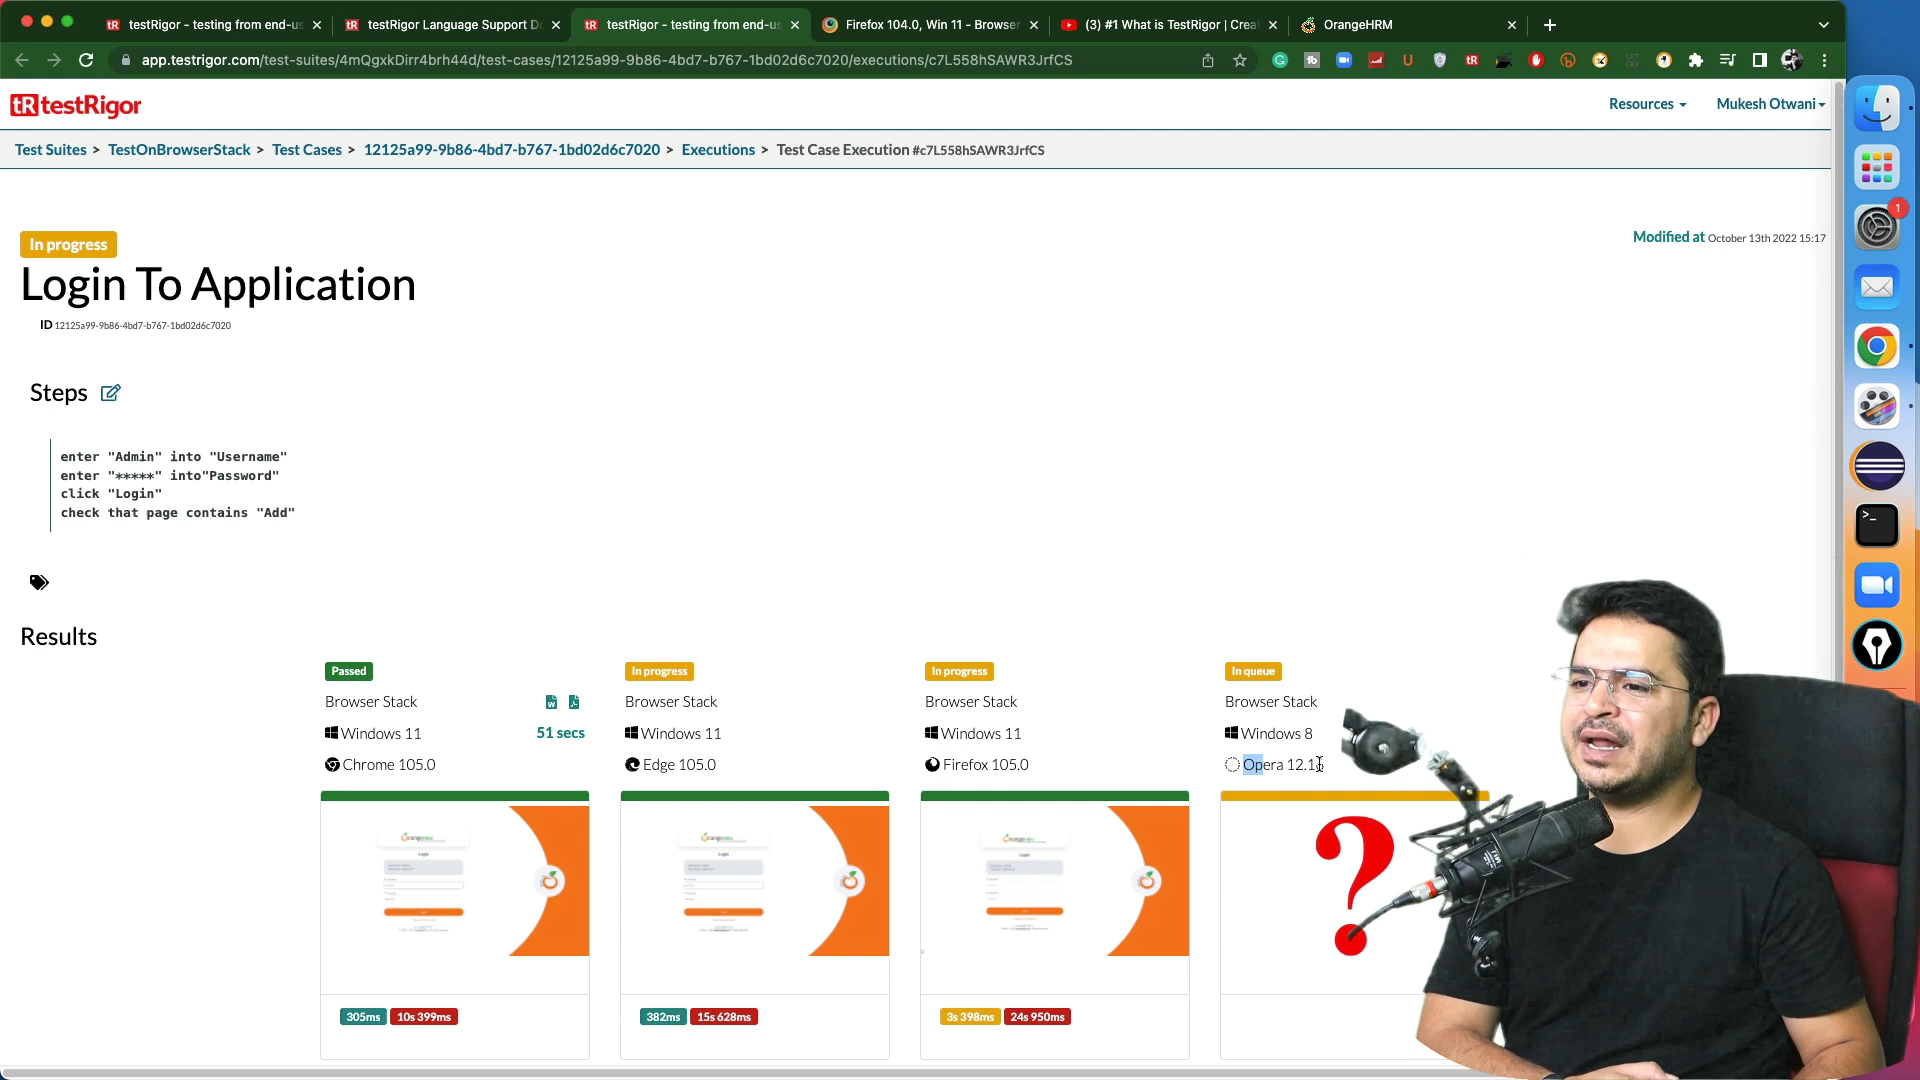 testRigor - testing from end-us
testRigor Language Support Do
testRigor - testing from end-us
Firefox 104.0, Win 11 - Browser
(3) #1 What is TestRigor | Crea
OrangeHRM
app.testrigor.com/test-suites/4mQgxkDirr4brh44d/test-cases/12125a99-9b86-4bd7-b767-1bd02d6c7020/executions/c7L558hSAWR3JrfCS
tR testRigor
Resources
Mukesh Otwani
Test Suites > TestOnBrowserStack > Test Cases > 12125a99-9b86-4bd7-b767-1bd02d6c7020 > Executions > Test Case Execution #c7L558hSAWR3JrfCS
1
In progress
Modified at October 13th 2022 15:17
Login To Application
ID 12125a99-9b86-4bd7-b767-1bd02d6c7020
Steps
enter "Admin" into "Username"
enter "*****" into"Password"
click "Login"
check that page contains "Add"
Results
Passed
In progress
In progress
In queue
Browser Stack
Browser Stack
Browser Stack
Browser Stack
Windows 11
51 secs
Windows 11
Windows 11
Windows 8
Chrome 105.0
Edge 105.0
Firefox 105.0
Opera 12.1
Login
Login
Login
?
305ms
10s 399ms
382ms
15s 628ms
3s 398ms
24s 950ms